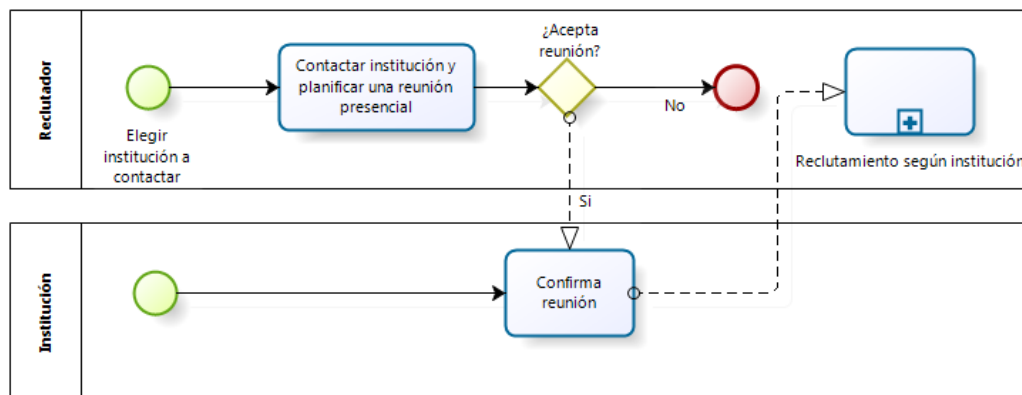 Reclutador
Elegir
institución a
contactar
Contactar institución y
planificar una reunión
presencial
¿Acepta
reunión?
No
Si
Reclutamiento según institución
Institución
Confirma
reunión